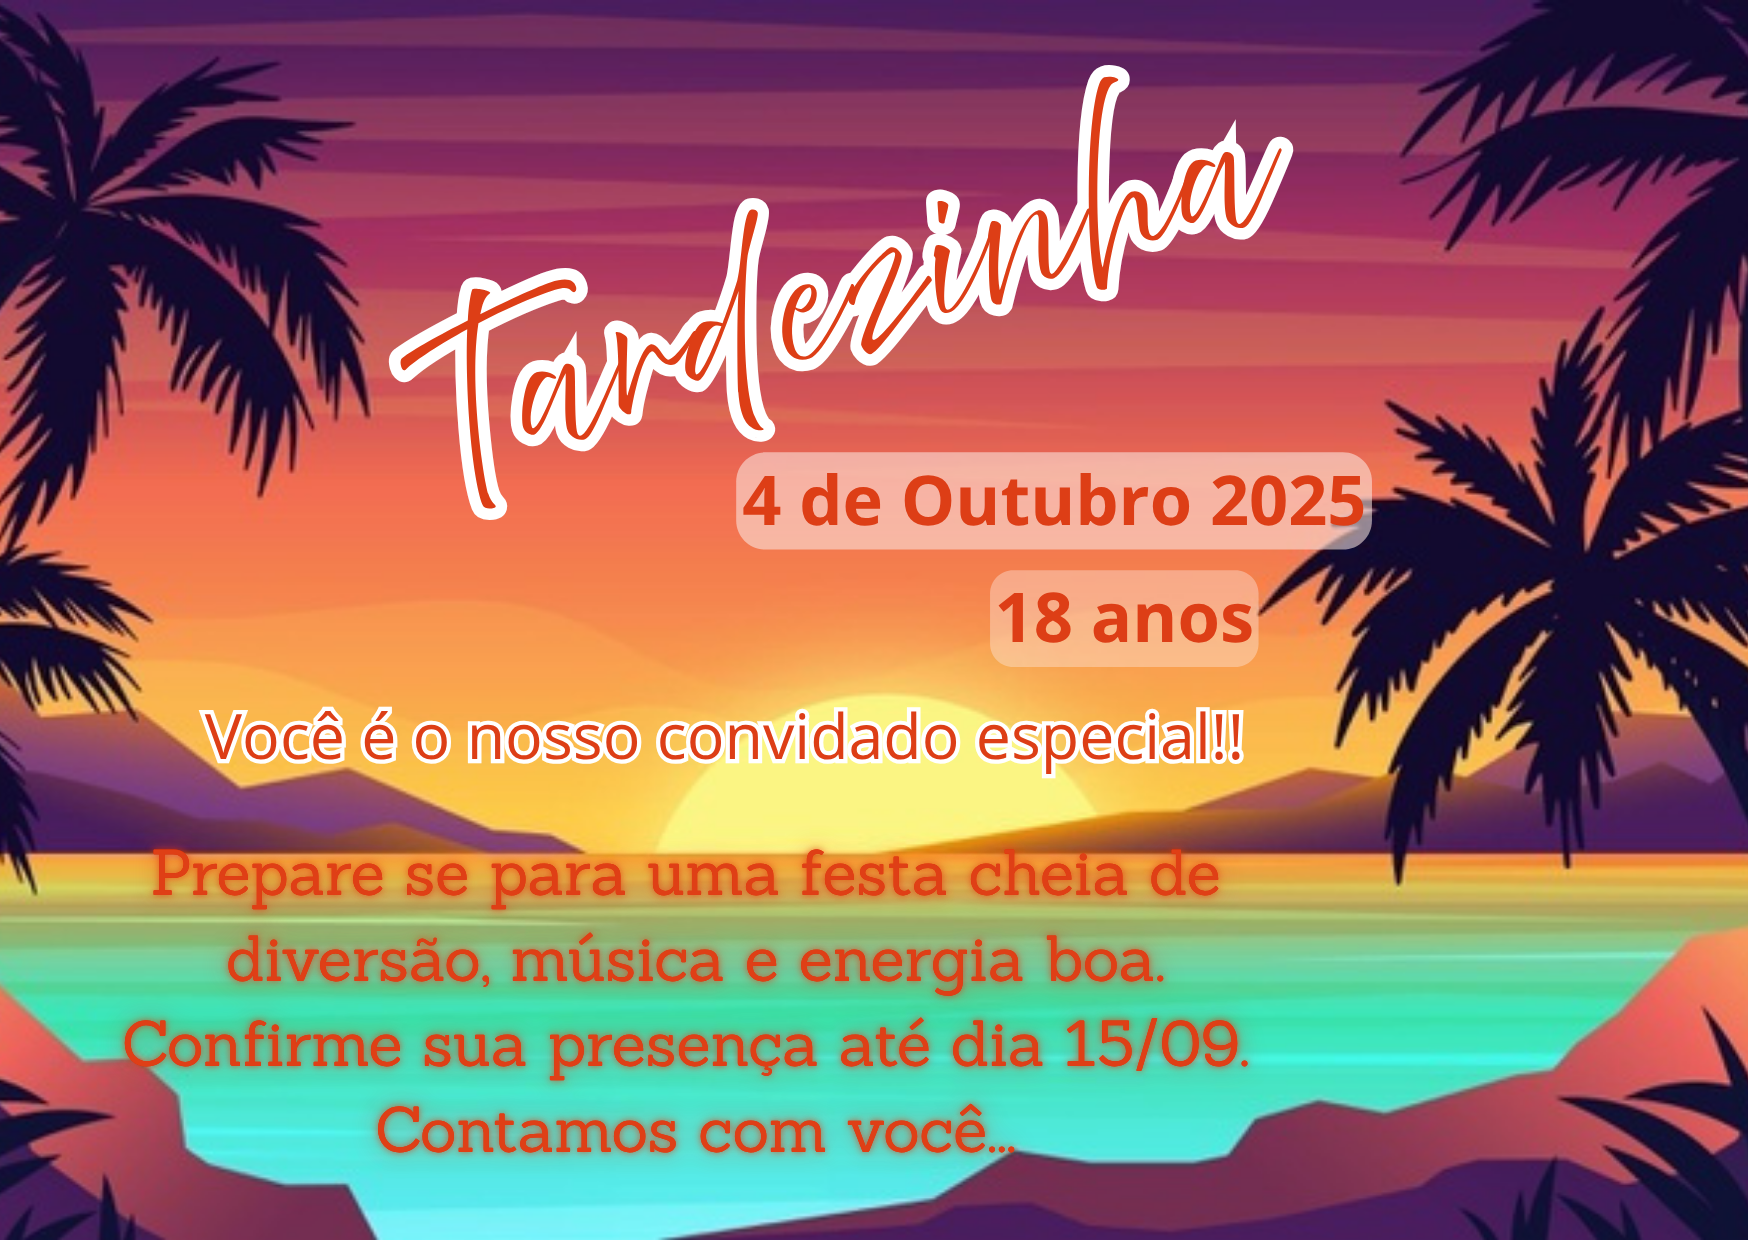 Tardezinha
4 de Outubro 2025
18 anos
Você é o nosso convidado especial!!
Prepare se para uma festa cheia de
diversão, música e energia boa.
Confirme sua presença até dia 15/09.
Contamos com você...